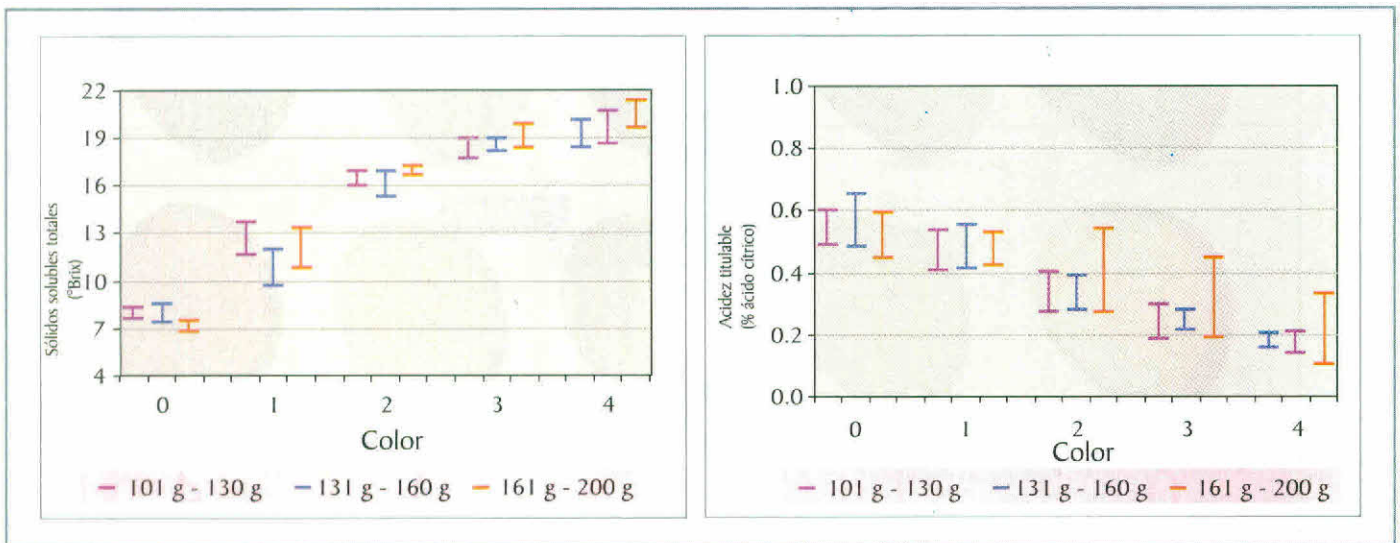 Sólidos solubles totales
(°Brix)
22
19
16
13
10
7
4
0 1 2 3 4
Color
101 g - 130 g 131 g - 160 g 161 g - 200 g
Acidez titulable
(% ácido cítrico)
1.0
0.8
0.6
0.4
0.2
0.0
0 1 2 3 4
Color
101 g - 130 g 131 g - 160 g 161 g - 200 g